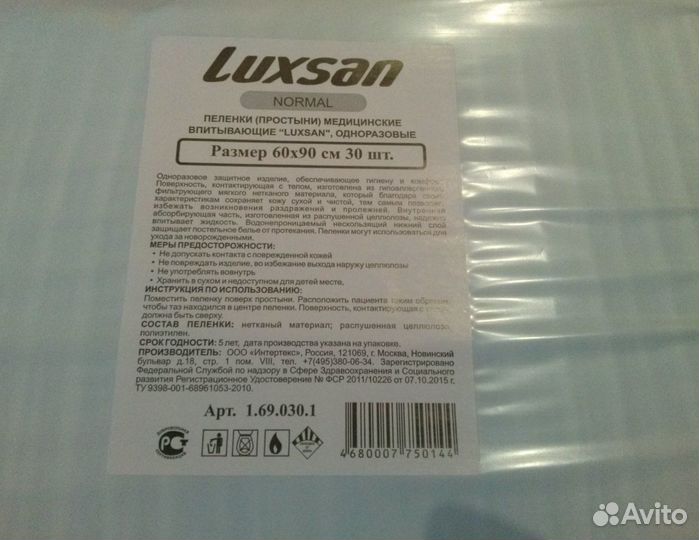 Luxsan
NORMAL
ПЕЛЕНКИ (ПРОСТЫНИ) МЕДИЦИНСКИЕ
ВПИТЫВАЮЩИЕ "LUXSAN", ОДНОРАЗОВЫЕ
Размер 60х90 см 30 шт.
Одноразовое защитное изделие, обеспечивающее гигиену и
Поверхность, контактирующая с телом, изготовлена из
фильтрующего мягкого нетканого материала, который благодаря
характеристикам сохраняет кожу сухой и чистой, тем самым
избежать возникновения раздражений и пролежней. Внутренняя
абсорбирующая часть, изготовленная из распушенной целлюлозы, надежно
впитывает жидкость. Водонепроницаемый нескользящий нижний слой
защищает постельное белье от протекания. Пеленки могут использоваться для
ухода за новорожденными.
МЕРЫ ПРЕДОСТОРОЖНОСТИ:
• Не допускать контакта с поврежденной кожей
• Не повреждать изделие, во избежание выхода наружу целлюлозы
• Не употреблять вовнутрь
• Хранить в сухом и недоступном для детей месте,
ИНСТРУКЦИЯ ПО ИСПОЛЬЗОВАНИЮ:
Поместить пеленку поверх простыни. Расположить пациента таким образом,
чтобы таз находился в центре пеленки. Поверхность, контактирующая с
должна быть сверху.
СОСТАВ ПЕЛЕНКИ: нетканый материал; распушенная целлюлоза,
полиэтилен.
СРОК ГОДНОСТИ: 5 лет, дата производства указана на упаковке.
ПРОИЗВОДИТЕЛЬ: ООО «Интертекс», Россия, 121069, г. Москва, Новинский
бульвар д.18, стр. 1 пом. VIII, тел. +7(495)380-06-34. Зарегистрировано
Федеральной Службой по надзору в Сфере Здравоохранения и Социального
развития Регистрационное Удостоверение № ФСР 2011/10226 от 07.10.2015 г.
ТУ 9398-001-68961053-2010.
Арт. 1.69.030.1
4680007750144
Avito